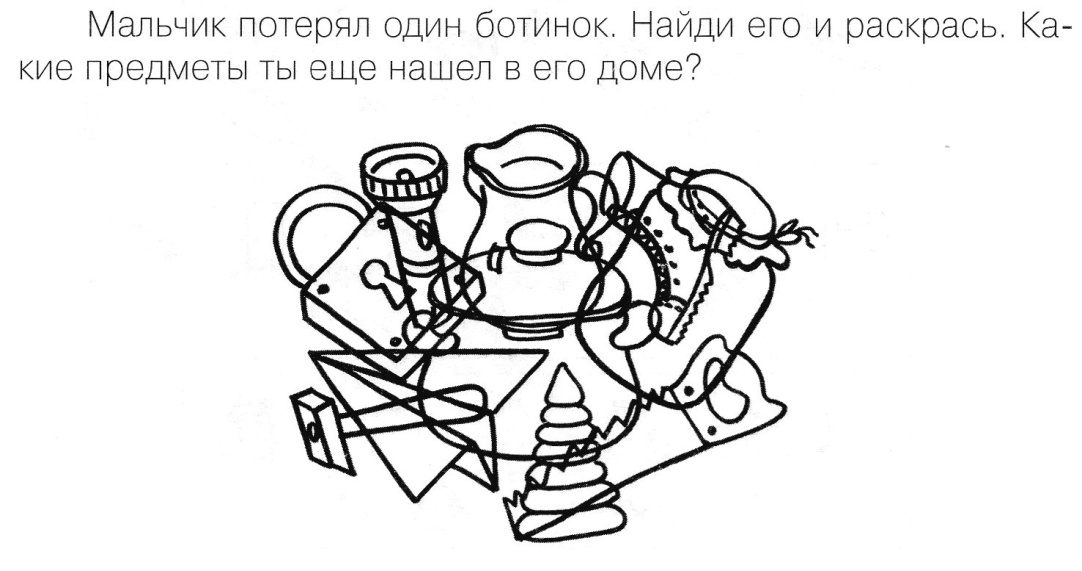 Мальчик потерял один ботинок. Найди его и раскрась. Ка-
кие предметы ты еще нашел в его доме?